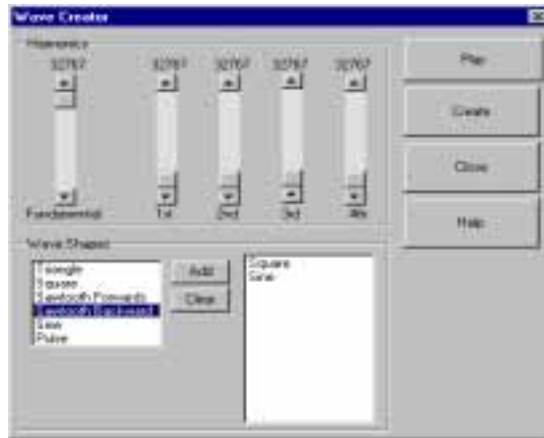 Wave Creator
Harmonics
32767 32767 32767 32767 32767
Fundamental 1st 2nd 3rd 4th
Play
Create
Close
Help
Wave Shapes
Triangle
Square
Sawtooth Forwards
Sawtooth Backward
Sine
Pulse
Add
Clear
Square
Sine